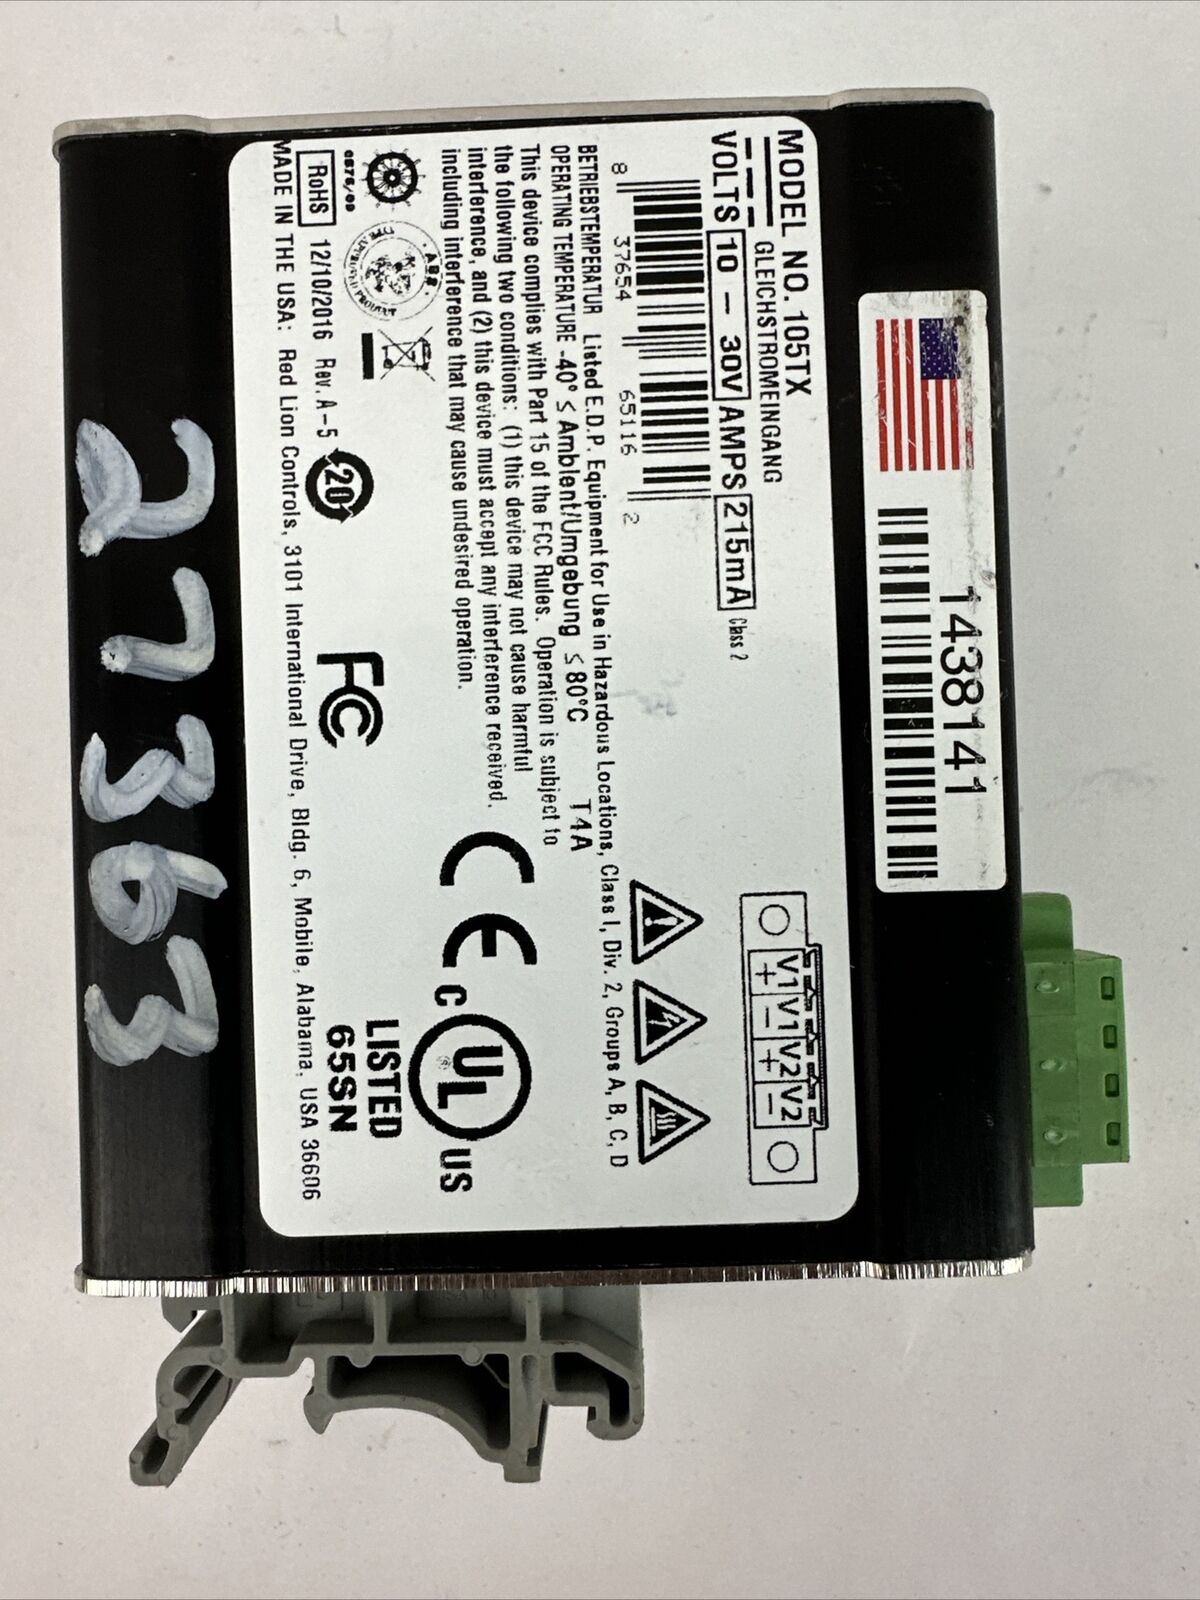 1438141
MODEL NO. 105TX
GLEICHSTROMEINGANG
VOLTS 10 - 30V AMPS 215mA Class 2
V1 V1 V2 V2
+ - + -
8 37654 65116 2
BETRIEBSTEMPERATUR Listed E.D.P. Equipment for Use in Hazardous Locations, Class I, Div. 2, Groups A, B, C, D
OPERATING TEMPERATURE -40° ≤ Ambient/Umgebung ≤ 80°C T4A
This device complies with Part 15 of the FCC Rules. Operation is subject to
the following two conditions: (1) this device may not cause harmful
interference, and (2) this device must accept any interference received,
including interference that may cause undesired operation.
CE
C UL US
®
LISTED
65SN
ABS
TYPE APPROVED PRODUCT
FC
RoHS 12/10/2016 Rev. A-5 20
MADE IN THE USA: Red Lion Controls, 3101 International Drive, Bldg. 6, Mobile, Alabama, USA 36606
27363